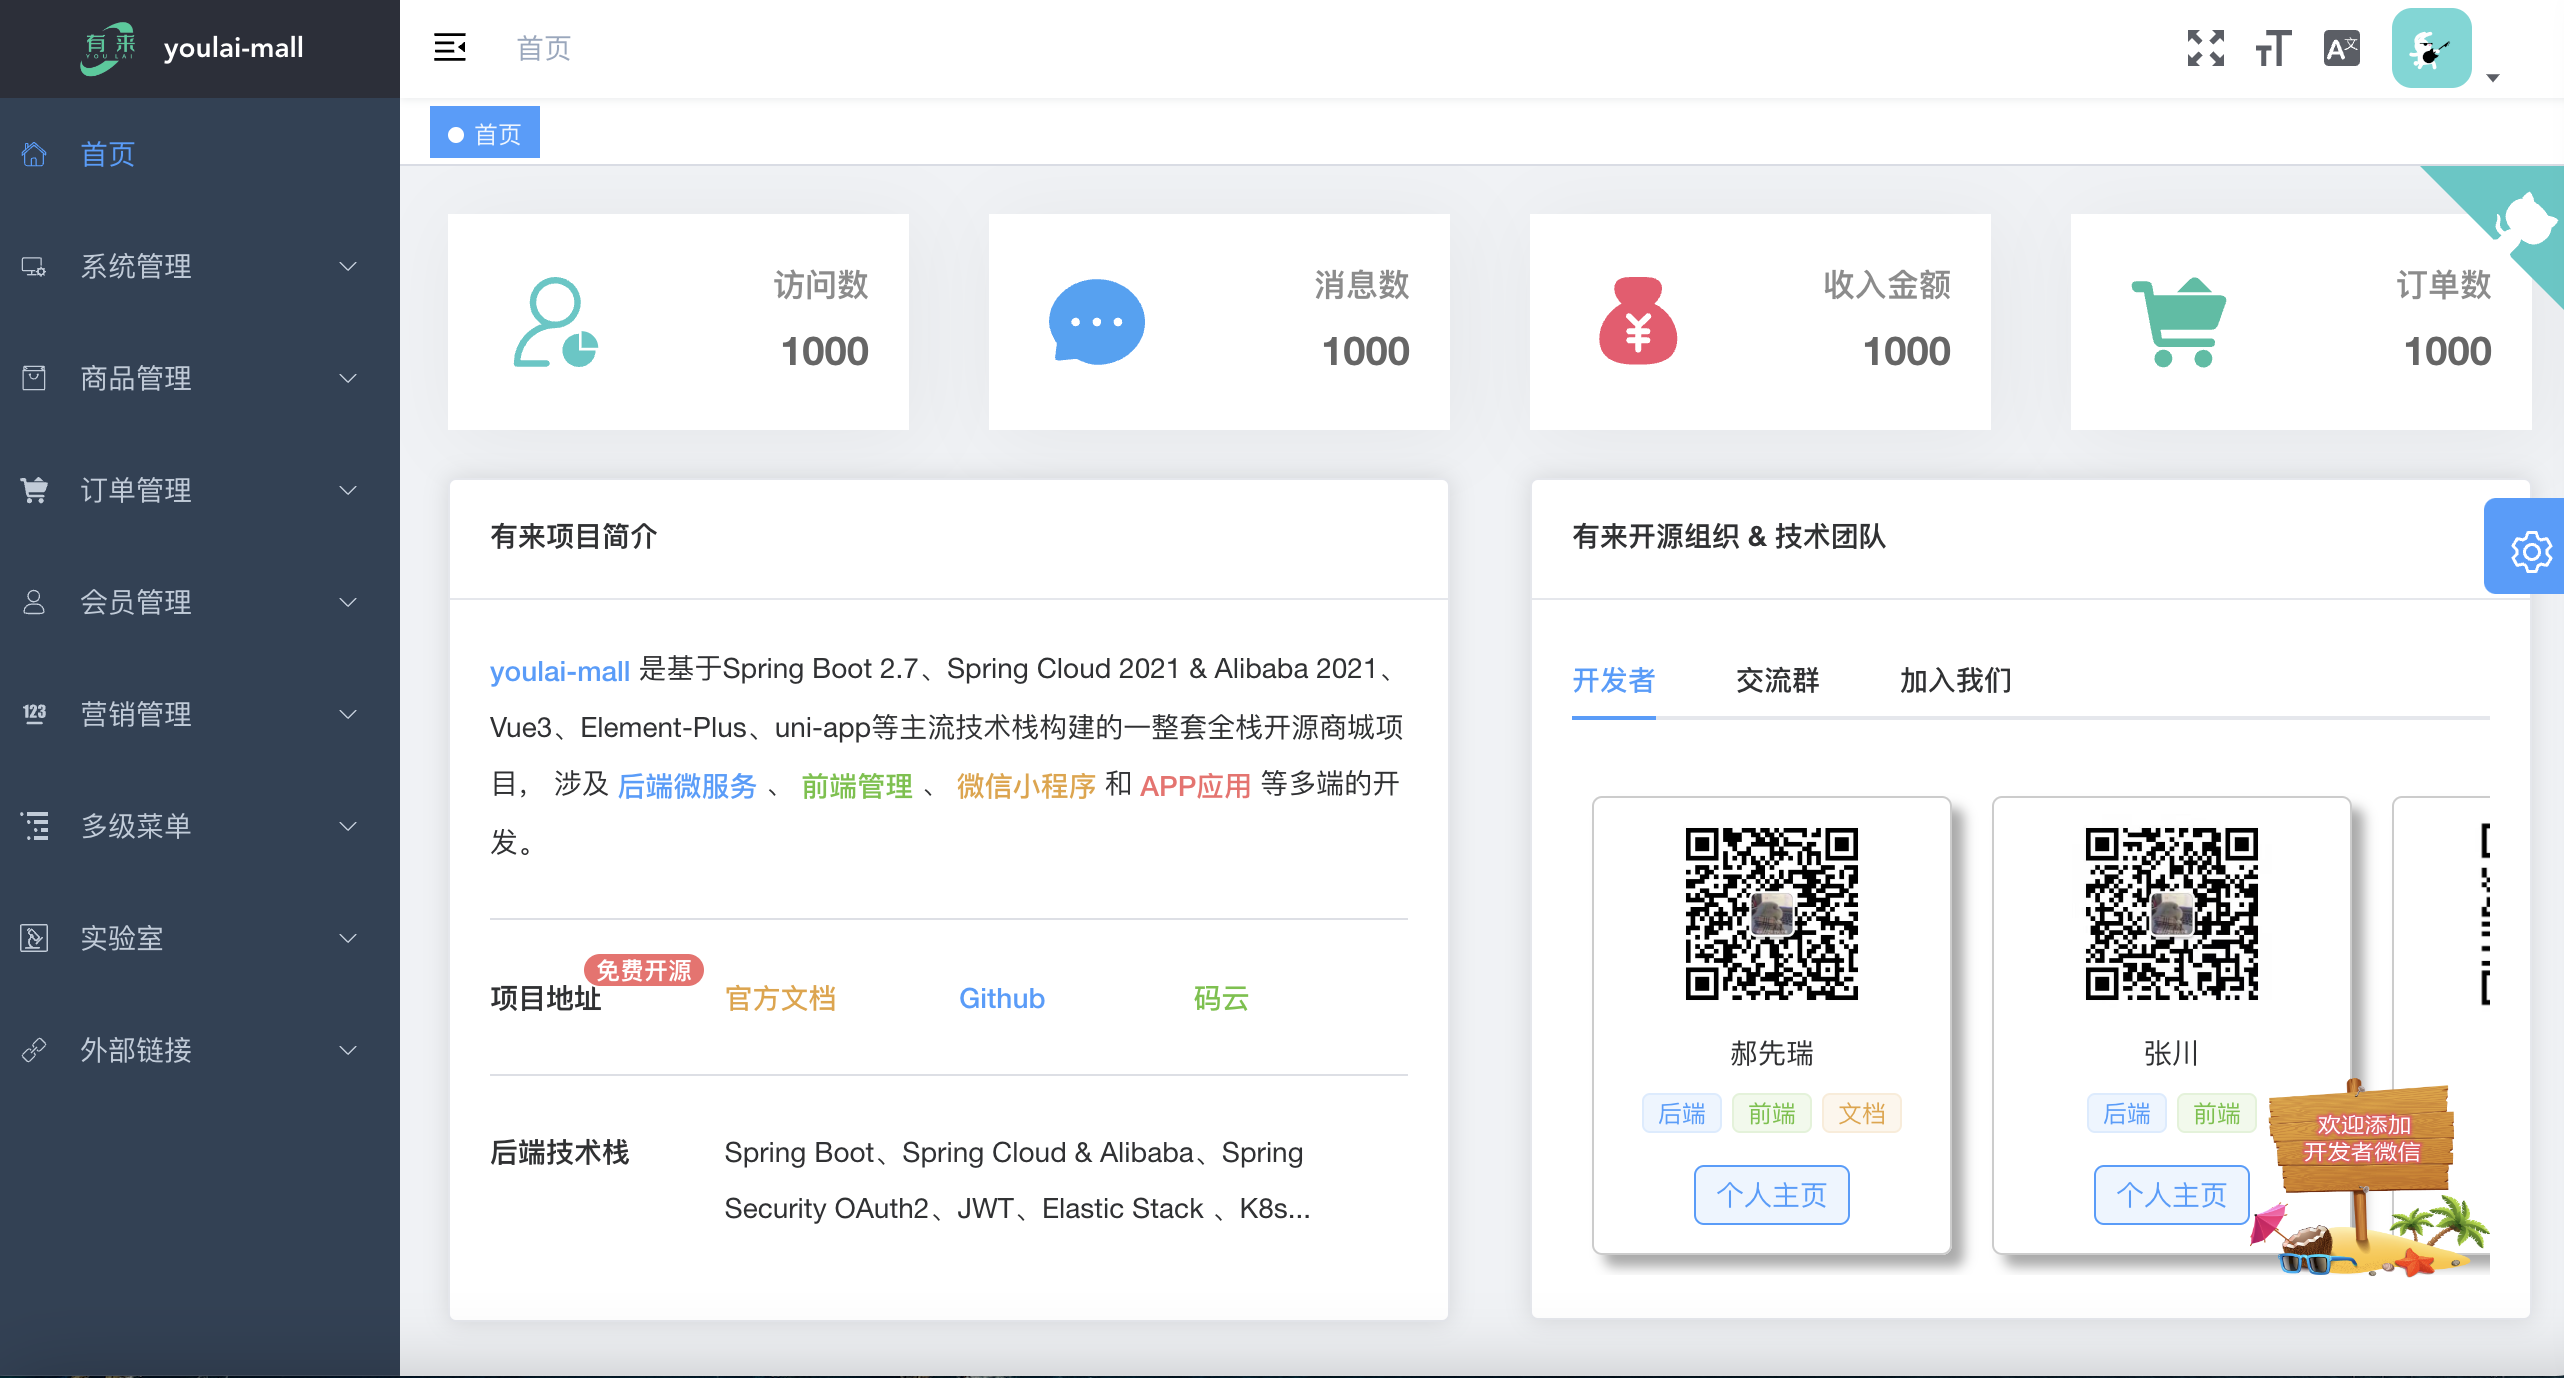 有来
YOU LAI
youlai-mall
首页
首页
首页
系统管理
商品管理
订单管理
会员管理
123
营销管理
多级菜单
实验室
外部链接
访问数
1000
消息数
1000
收入金额
1000
订单数
1000
有来项目简介
youlai-mall 是基于Spring Boot 2.7、Spring Cloud 2021 & Alibaba 2021、
Vue3、Element-Plus、uni-app等主流技术栈构建的一整套全栈开源商城项
目， 涉及 后端微服务 、 前端管理 、 微信小程序 和 APP应用 等多端的开
发。
项目地址 免费开源 官方文档 Github 码云
后端技术栈 Spring Boot、Spring Cloud & Alibaba、Spring
Security OAuth2、JWT、Elastic Stack 、K8s...
有来开源组织 & 技术团队
开发者 交流群 加入我们
郝先瑞
后端 前端 文档
个人主页
张川
后端 前端
个人主页
欢迎添加
开发者微信